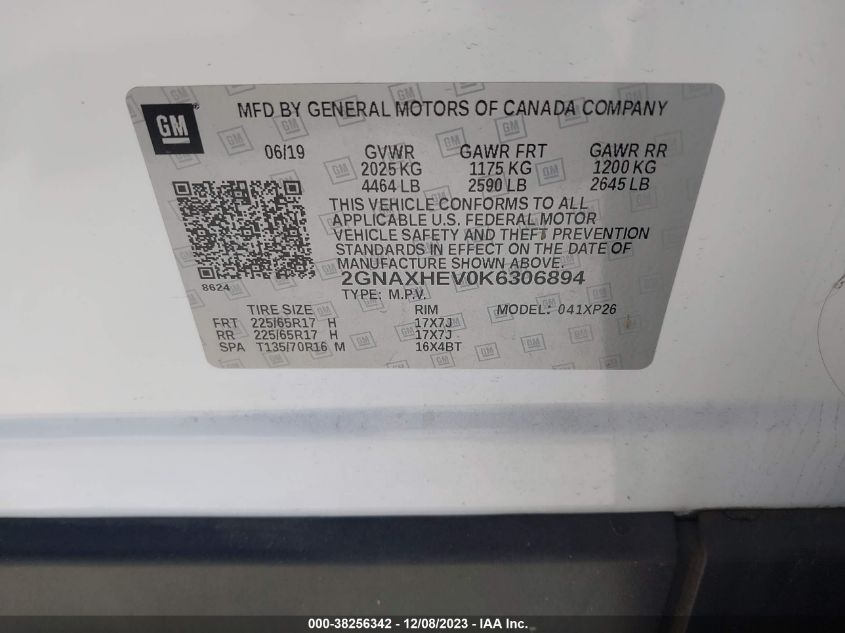 GM
MFD BY GENERAL MOTORS OF CANADA COMPANY
06/19 GVWR GAWR FRT GAWR RR
2025 KG 1175 KG 1200 KG
4464 LB 2590 LB 2645 LB
THIS VEHICLE CONFORMS TO ALL
APPLICABLE U.S. FEDERAL MOTOR
VEHICLE SAFETY AND THEFT PREVENTION
STANDARDS IN EFFECT ON THE DATE OF
MANUFACTURE SHOWN ABOVE.
8624 2GNAXHEV0K6306894
TYPE: M.P.V.
TIRE SIZE RIM MODEL: 041XP26
FRT 225/65R17 H 17X7J
RR 225/65R17 H 17X7J
SPA T135/70R16 M 16X4BT
000-38256342 - 12/08/2023 - IAA Inc.